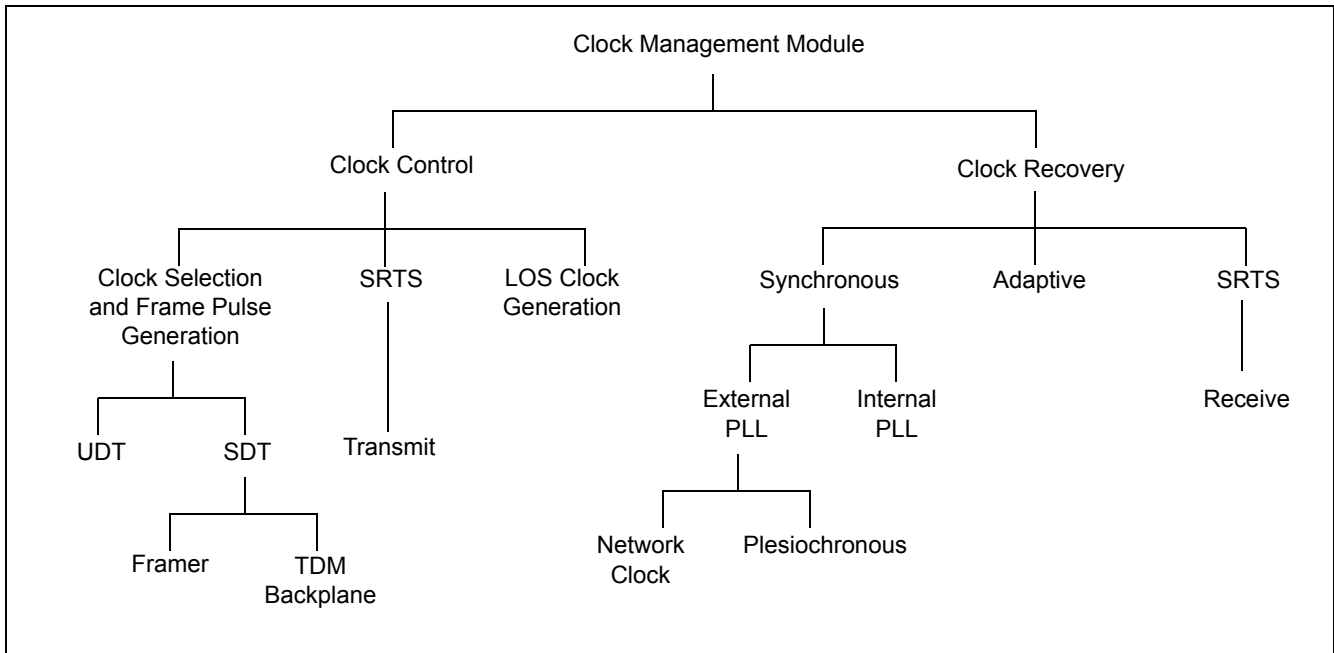 Clock Management Module
Clock Control
Clock Recovery
Clock Selection
and Frame Pulse
Generation
SRTS
LOS Clock
Generation
Synchronous
Adaptive
SRTS
External
PLL
Internal
PLL
Receive
UDT
SDT
Transmit
Framer
TDM
Backplane
Network
Clock
Plesiochronous